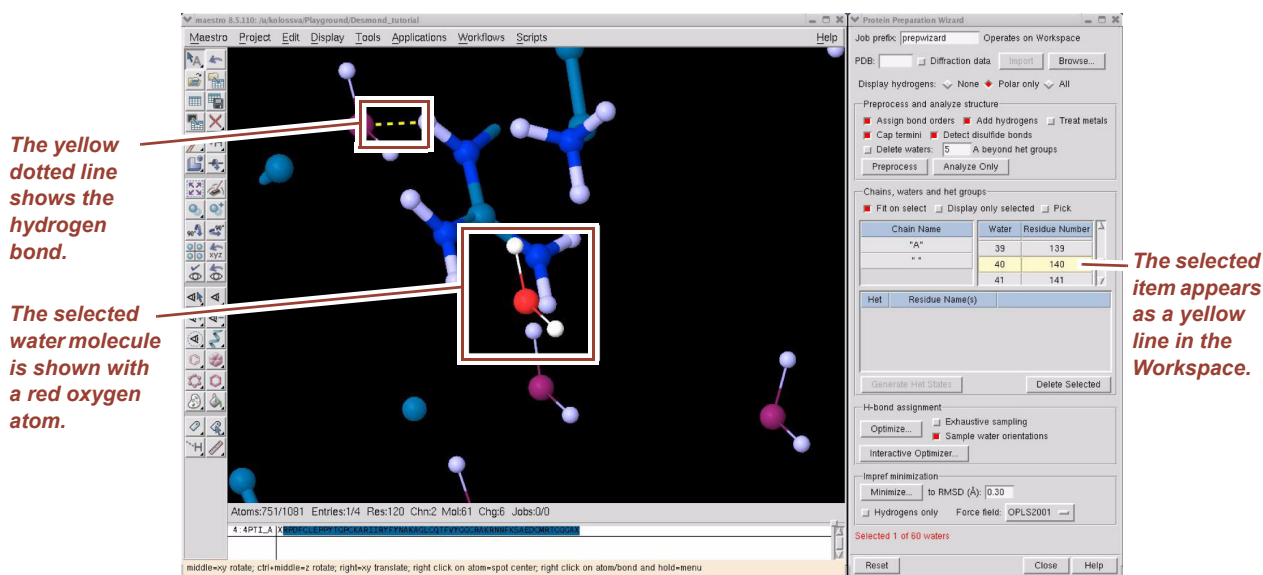 maestro 8.5.110: /u/kolossva/Playground/Desmond_tutorial
Maestro Project Edit Display Tools Applications Workflows Scripts Help
The yellow
dotted line
shows the
hydrogen
bond.
The selected
water molecule
is shown with
a red oxygen
atom.
xyz
Atoms:751/1081 Entries:1/4 Res:120 Chn:2 Mol:61 Chg:6 Jobs:0/0
4:4PTI_A
middle=xy rotate; ctrl+middle=z rotate; right=xy translate; right click on atom=spot center; right click on atom/bond and hold=menu
Protein Preparation Wizard
Job prefix: prepwizard Operates on Workspace
PDB: Diffraction data Import Browse...
Display hydrogens: None Polar only All
Preprocess and analyze structure
Assign bond orders Add hydrogens Treat metals
Cap termini Detect disulfide bonds
Delete waters: 5 A beyond het groups
Preprocess Analyze Only
Chains, waters and het groups
Fit on select Display only selected Pick
Chain Name Water Residue Number
"A" 39 139
" " 40 140
41 141
Het Residue Name(s)
Generate Het States Delete Selected
H-bond assignment
Optimize... Exhaustive sampling
Sample water orientations
Interactive Optimizer...
Impref minimization
Minimize... to RMSD (Å): 0.30
Hydrogens only Force field: OPLS2001
Selected 1 of 60 waters
Reset Close Help
The selected
item appears
as a yellow
line in the
Workspace.